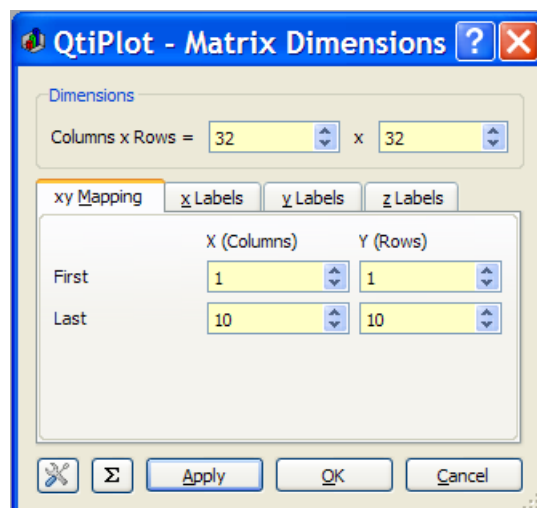 QtiPlot - Matrix Dimensions ?
Dimensions
Columns x Rows = 32 x 32
xy Mapping x Labels y Labels z Labels
X (Columns) Y (Rows)
First 1 1
Last 10 10
Σ Apply OK Cancel